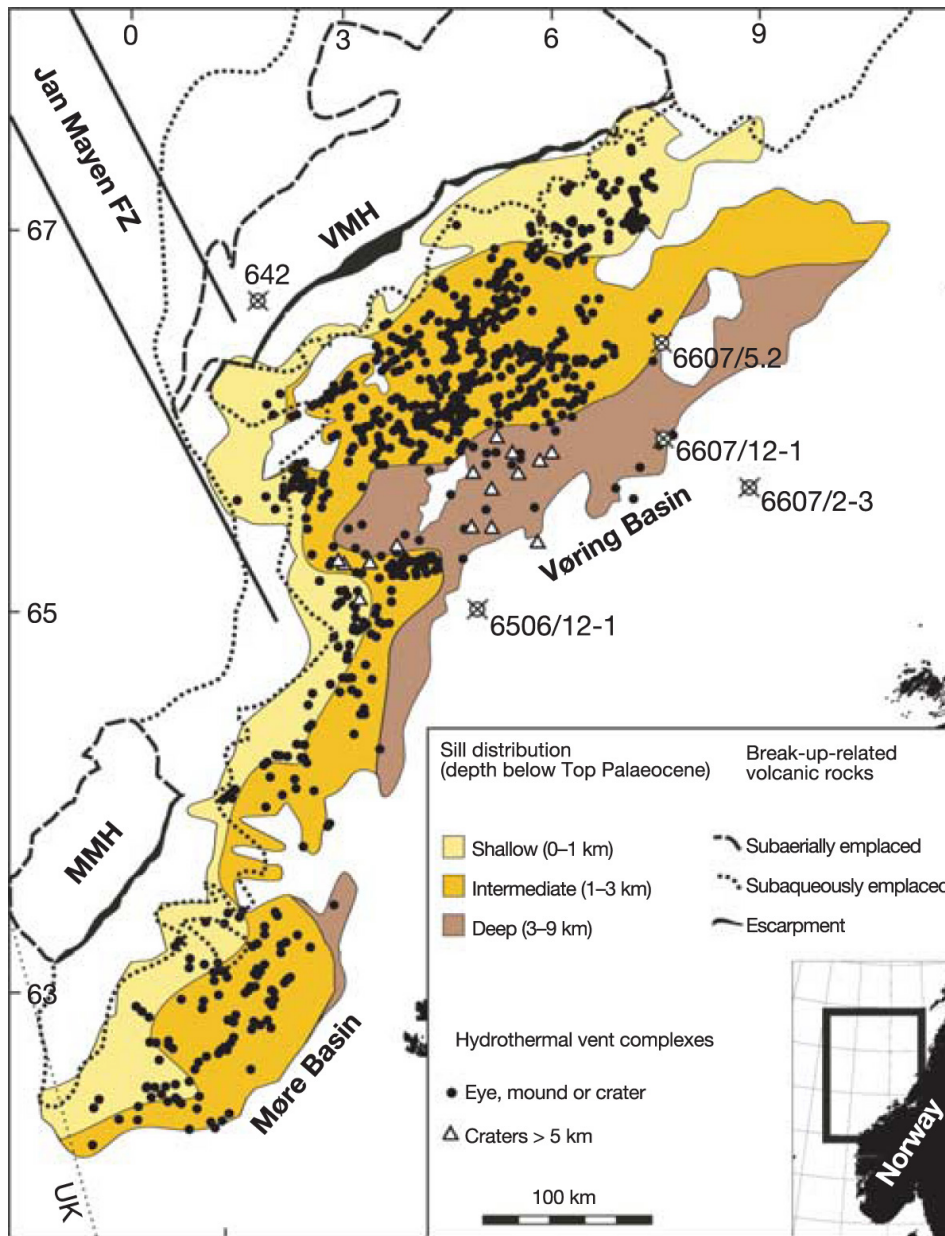 0
3
6
9
Jan Mayen FZ
67
VMH
642
6607/5.2
6607/12-1
6607/2-3
Vøring Basin
65
6506/12-1
MMH
63
Møre Basin
UK
Sill distribution
(depth below Top Palaeocene)
Shallow (0–1 km)
Intermediate (1–3 km)
Deep (3–9 km)
Break-up-related
volcanic rocks
Subaerially emplaced
Subaqueously emplaced
Escarpment
Hydrothermal vent complexes
Eye, mound or crater
Craters > 5 km
100 km
Norway